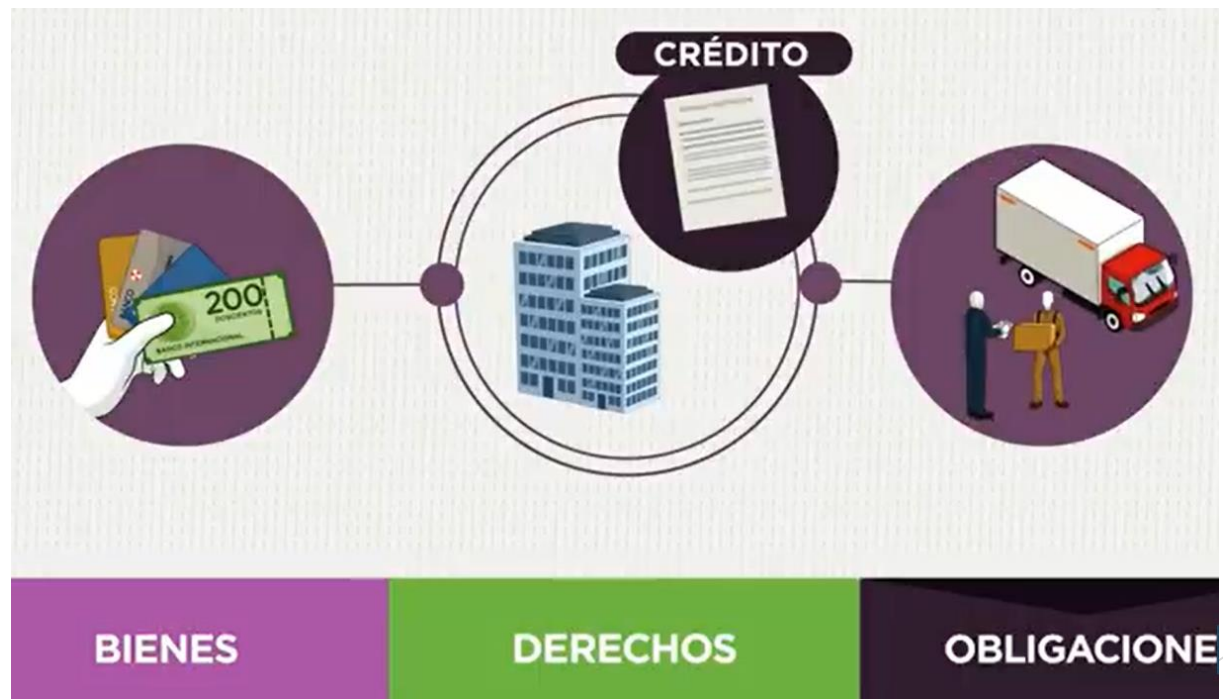 CRÉDITO
200
DOSCIENTOS
BANCO INTERNACIONAL
BIENES
DERECHOS
OBLIGACIONE